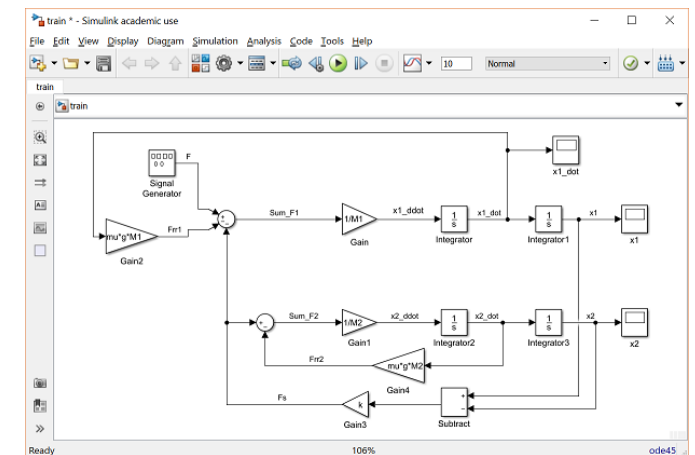 train * - Simulink academic use
File Edit View Display Diagram Simulation Analysis Code Tools Help
10 Normal
train
train
x1_dot
F
Signal
Generator
Sum_F1
1/M1
Gain
x1_ddot
1
s
Integrator
x1_dot
1
s
Integrator1
x1
x1
mu*g*M1
Gain2
Frr1
Sum_F2
1/M2
Gain1
x2_ddot
1
s
Integrator2
x2_dot
1
s
Integrator3
x2
x2
Frr2
mu*g*M2
Gain4
Fs
k
Gain3
Subtract
Ready 106% ode45